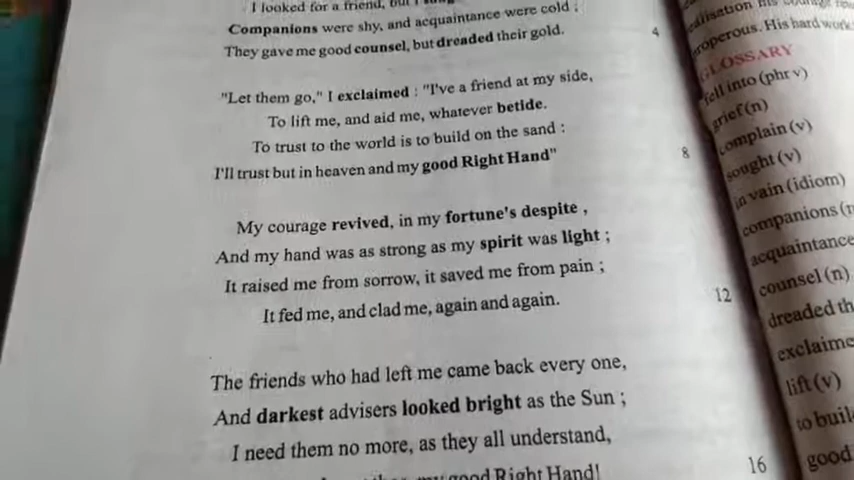 I looked for a friend, but I
Companions were shy, and acquaintance were cold ;
They gave me good counsel, but dreaded their gold.
4
"Let them go," I exclaimed : "I've a friend at my side,
To lift me, and aid me, whatever betide.
To trust to the world is to build on the sand :
I'll trust but in heaven and my good Right Hand"
8
My courage revived, in my fortune's despite ,
And my hand was as strong as my spirit was light ;
It raised me from sorrow, it saved me from pain ;
It fed me, and clad me, again and again.
12
The friends who had left me came back every one,
And darkest advisers looked bright as the Sun ;
I need them no more, as they all understand,
my good Right Hand!
16
his courage
properous. His hard work
GLOSSARY
fell into (phr v)
grief (n)
complain (v)
sought (v)
in vain (idiom)
companions (n
acquaintance
counsel (n)
dreaded th
exclaime
lift (v)
to buil
good